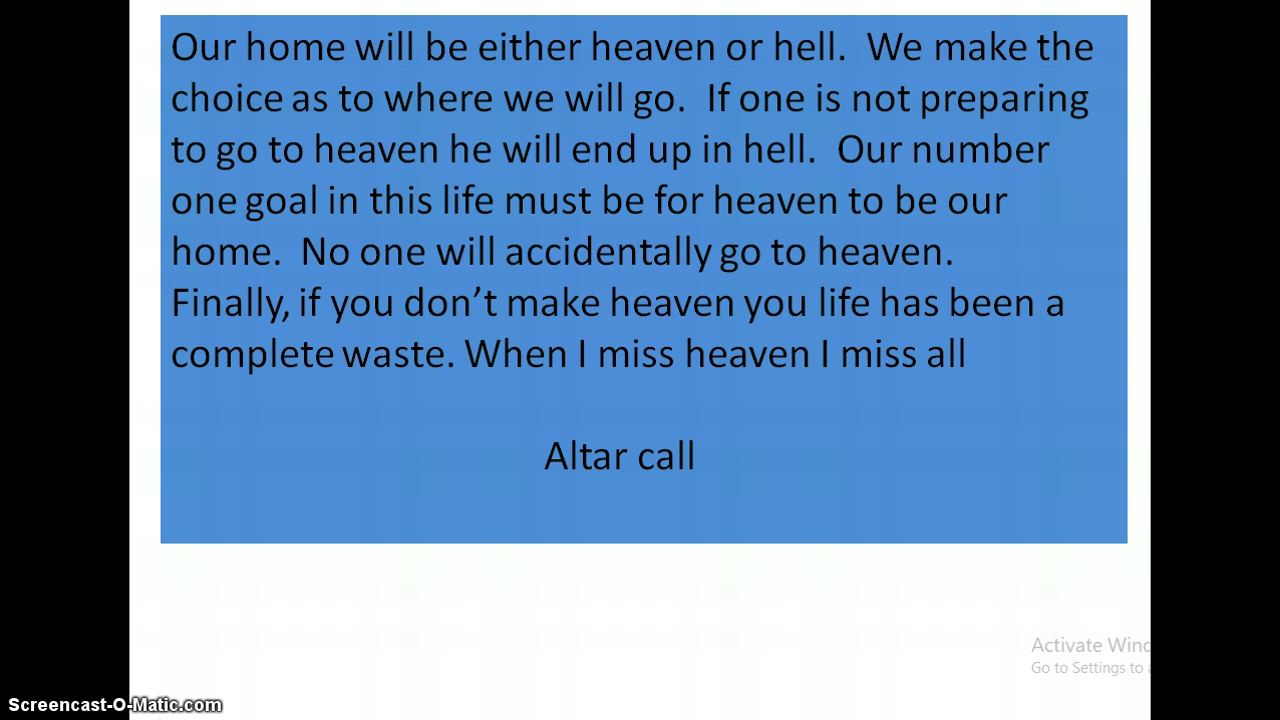 Our home will be either heaven or hell.  We make the
choice as to where we will go.  If one is not preparing
to go to heaven he will end up in hell.  Our number
one goal in this life must be for heaven to be our
home.  No one will accidentally go to heaven.
Finally, if you don’t make heaven you life has been a
complete waste. When I miss heaven I miss all
Altar call
Activate Wind
Go to Settings to
Screencast-O-Matic.com